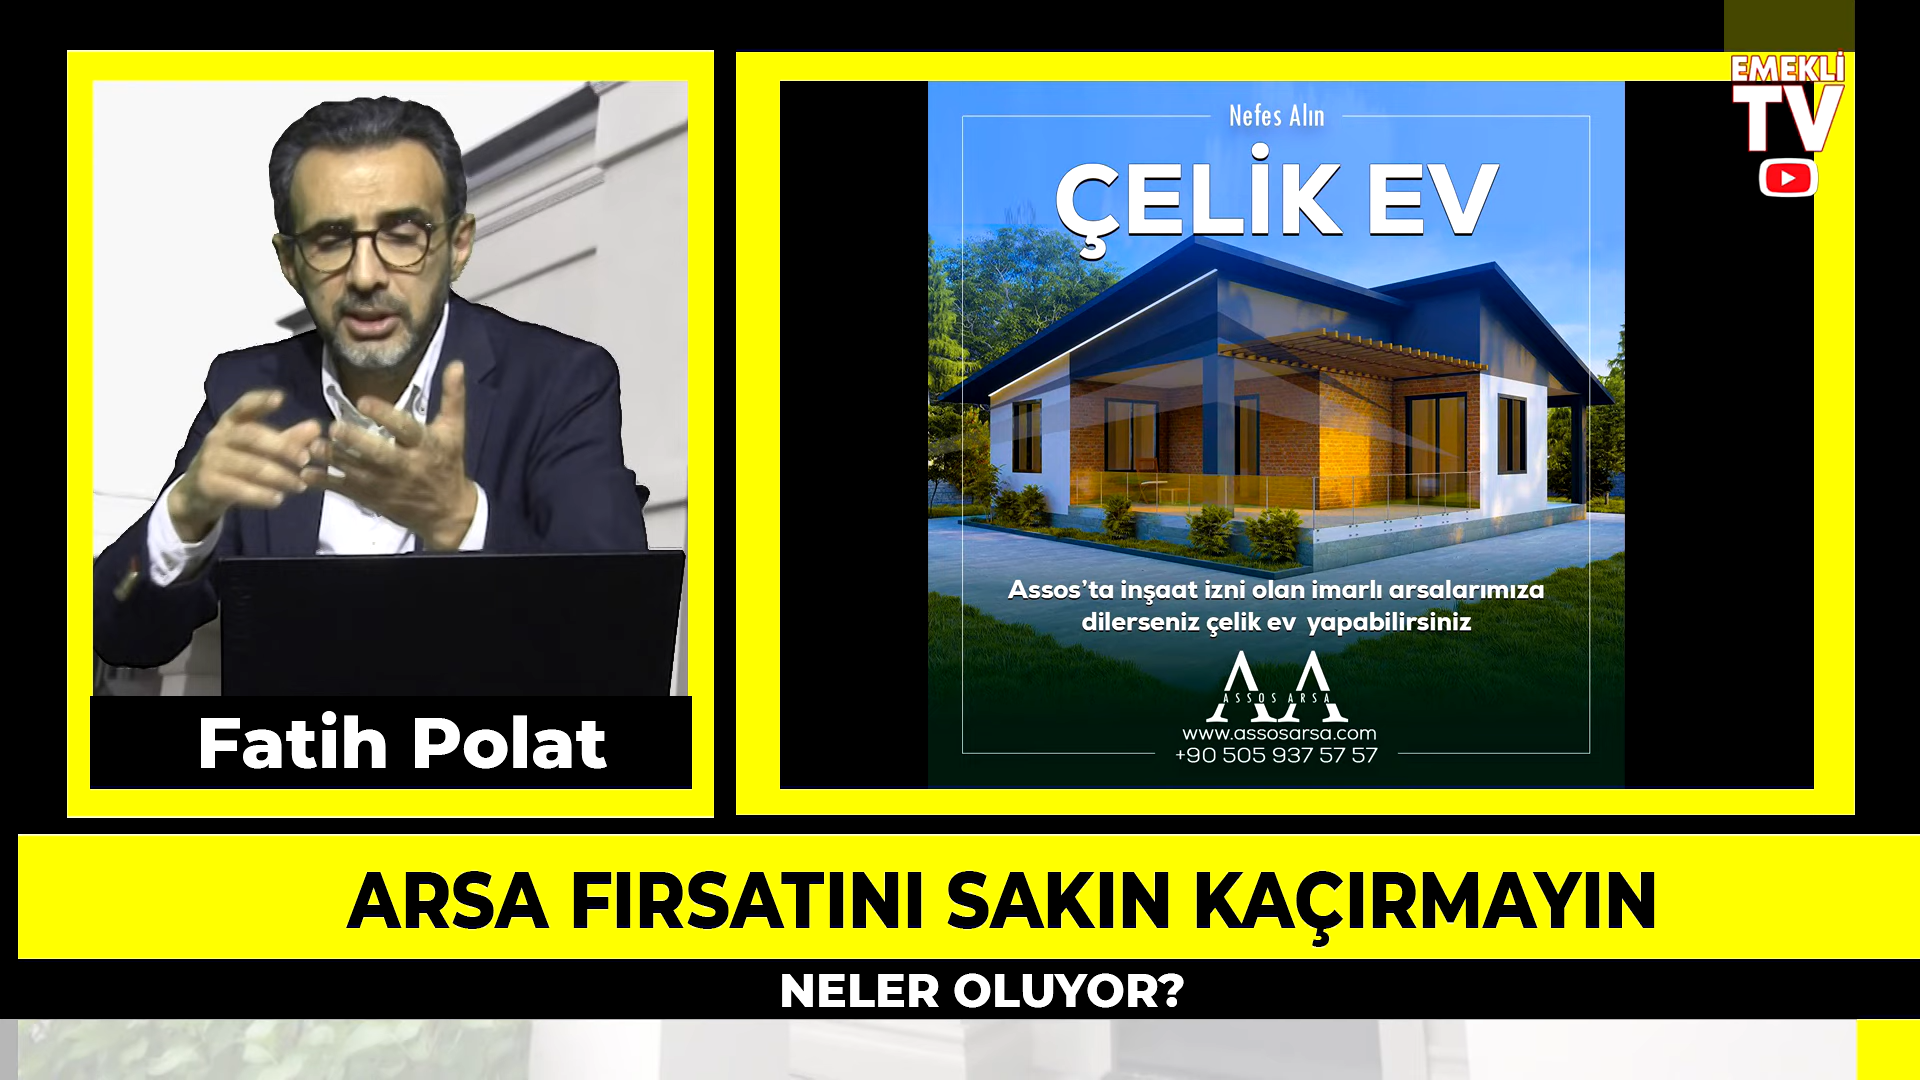 EMEKLİ
TV
Nefes Alın
ÇELİK EV
Assos'ta inşaat izni olan imarlı arsalarımıza
dilerseniz çelik ev yapabilirsiniz
AA
ASSOS ARSA
www.assosarsa.com
+90 505 937 57 57
Fatih Polat
ARSA FIRSATINI SAKIN KAÇIRMAYIN
NELER OLUYOR?